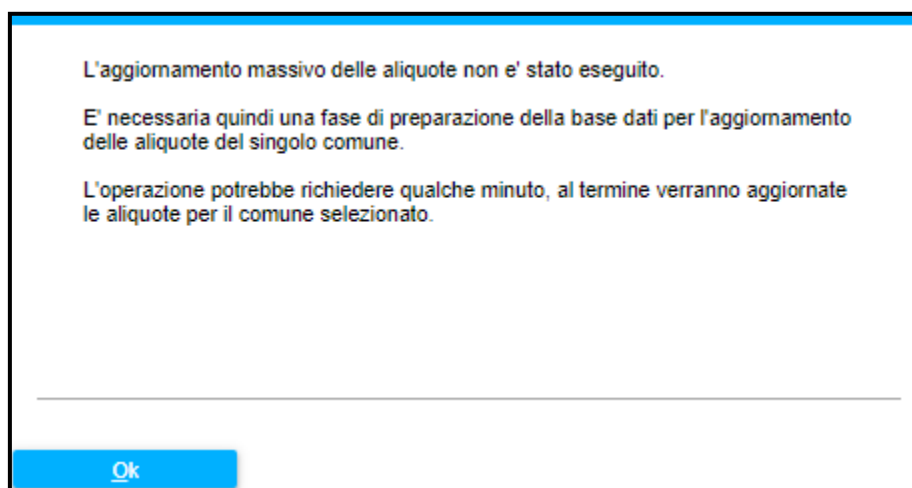 L'aggiornamento massivo delle aliquote non e' stato eseguito.
E' necessaria quindi una fase di preparazione della base dati per l'aggiornamento
delle aliquote del singolo comune.
L'operazione potrebbe richiedere qualche minuto, al termine verranno aggiornate
le aliquote per il comune selezionato.
Ok